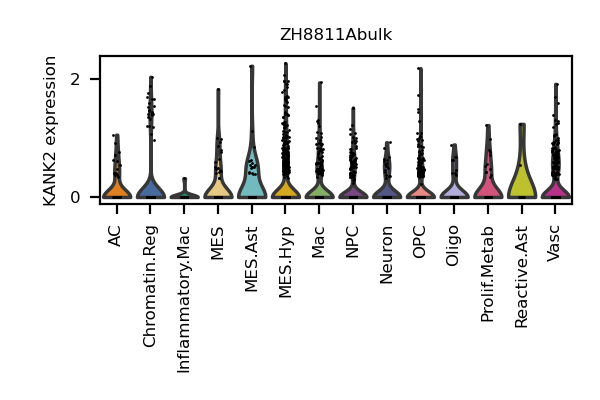 ZH8811Abulk
KANK2 expression
2
0
AC
Chromatin.Reg
Inflammatory.Mac
MES
MES.Ast
MES.Hyp
Mac
NPC
Neuron
OPC
Oligo
Prolif.Metab
Reactive.Ast
Vasc